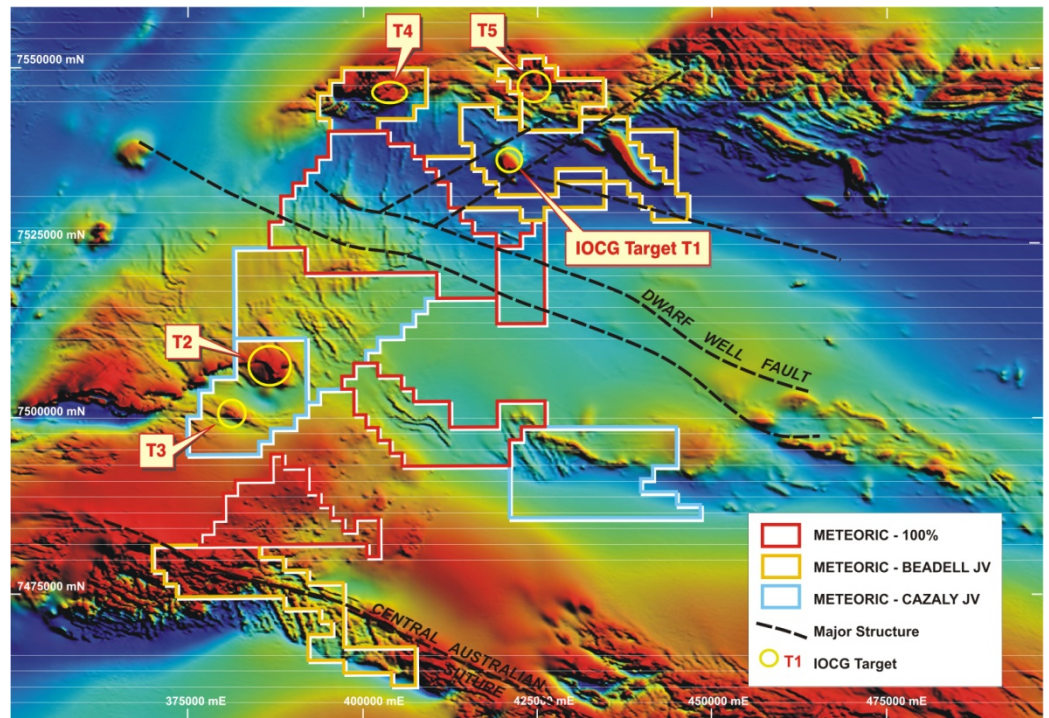 T4
T5
7550000 mN
IOCG Target T1
7525000 mN
DWARF WELL FAULT
T2
7500000 mN
T3
METEORIC - 100%
METEORIC - BEADELL JV
METEORIC - CAZALY JV
Major Structure
T1 IOCG Target
7475000 mN
CENTRAL AUSTRALIAN
SUTURE
375000 mE
400000 mE
425000 mE
450000 mE
475000 mE